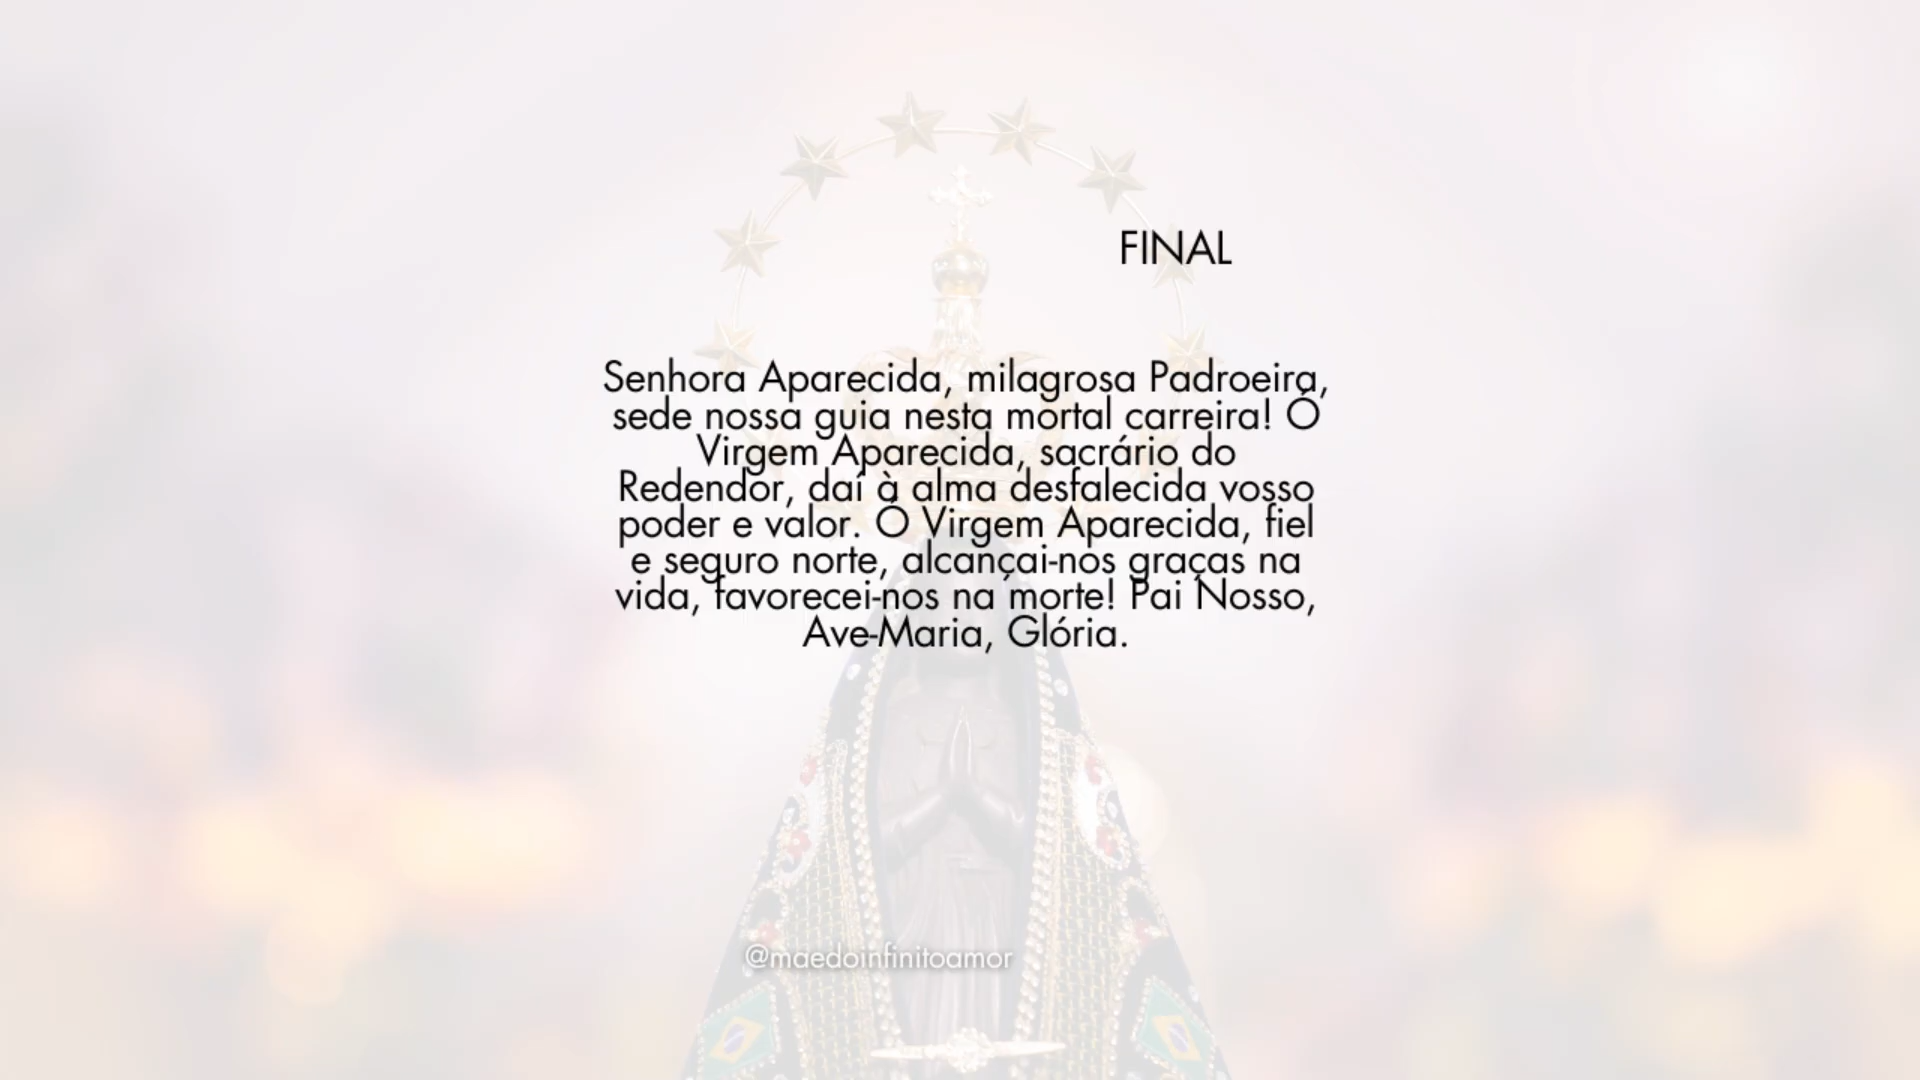 FINAL
Senhora Aparecida, milagrosa Padroeira,
sede nossa guia nesta mortal carreira! Ó
Virgem Aparecida, sacrário do
Redendor, daí à alma desfalecida vosso
poder e valor. Ó Virgem Aparecida, fiel
e seguro norte, alcançai-nos graças na
vida, favorecei-nos na morte! Pai Nosso,
Ave-Maria, Glória.
@maedoinfinitoamor